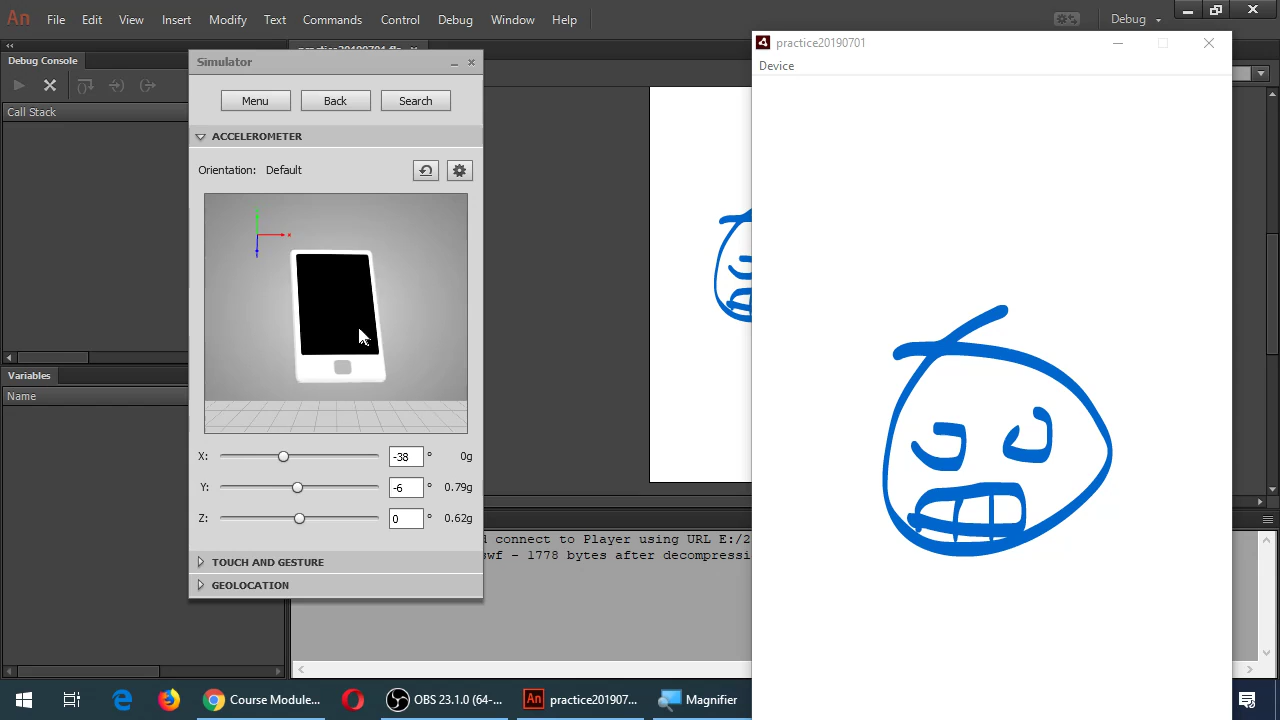 An File Edit View Insert Modify Text Commands Control Debug Window Help Debug
Debug Console
Call Stack
Variables
Name
Simulator
Menu Back Search
ACCELEROMETER
Orientation: Default
x
X: -38 ° 0g
Y: -6 ° 0.79g
Z: 0 ° 0.62g
TOUCH AND GESTURE
GEOLOCATION
d connect to Player using URL E:/2
wf - 1778 bytes after decompressi
practice20190701
Device
Course Module...
OBS 23.1.0 (64-...
An practice201907...
Magnifier